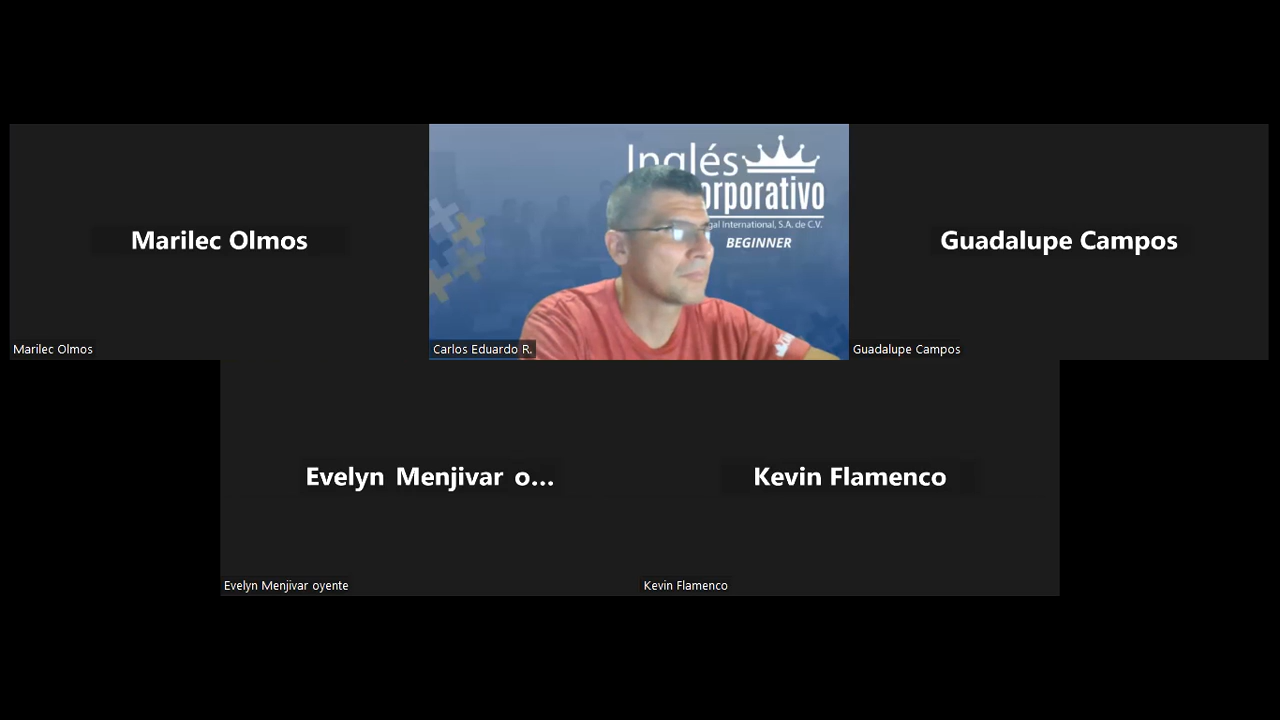 Marilec Olmos
Marilec Olmos
Inglés
orporativo
gal International, S.A. de C.V.
BEGINNER
Carlos Eduardo R.
Guadalupe Campos
Guadalupe Campos
Evelyn Menjivar o...
Evelyn Menjivar oyente
Kevin Flamenco
Kevin Flamenco